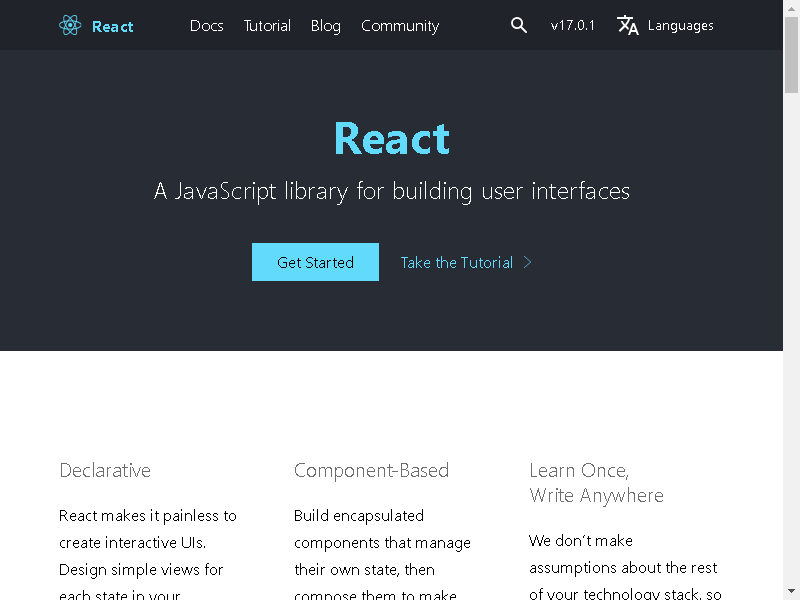 React Docs Tutorial Blog Community v17.0.1 Languages
React
A JavaScript library for building user interfaces
Get Started Take the Tutorial
Declarative
React makes it painless to
create interactive UIs.
Design simple views for
each state in your
Component-Based
Build encapsulated
components that manage
their own state, then
compose them to make
Learn Once,
Write Anywhere
We don’t make
assumptions about the rest
of your technology stack, so